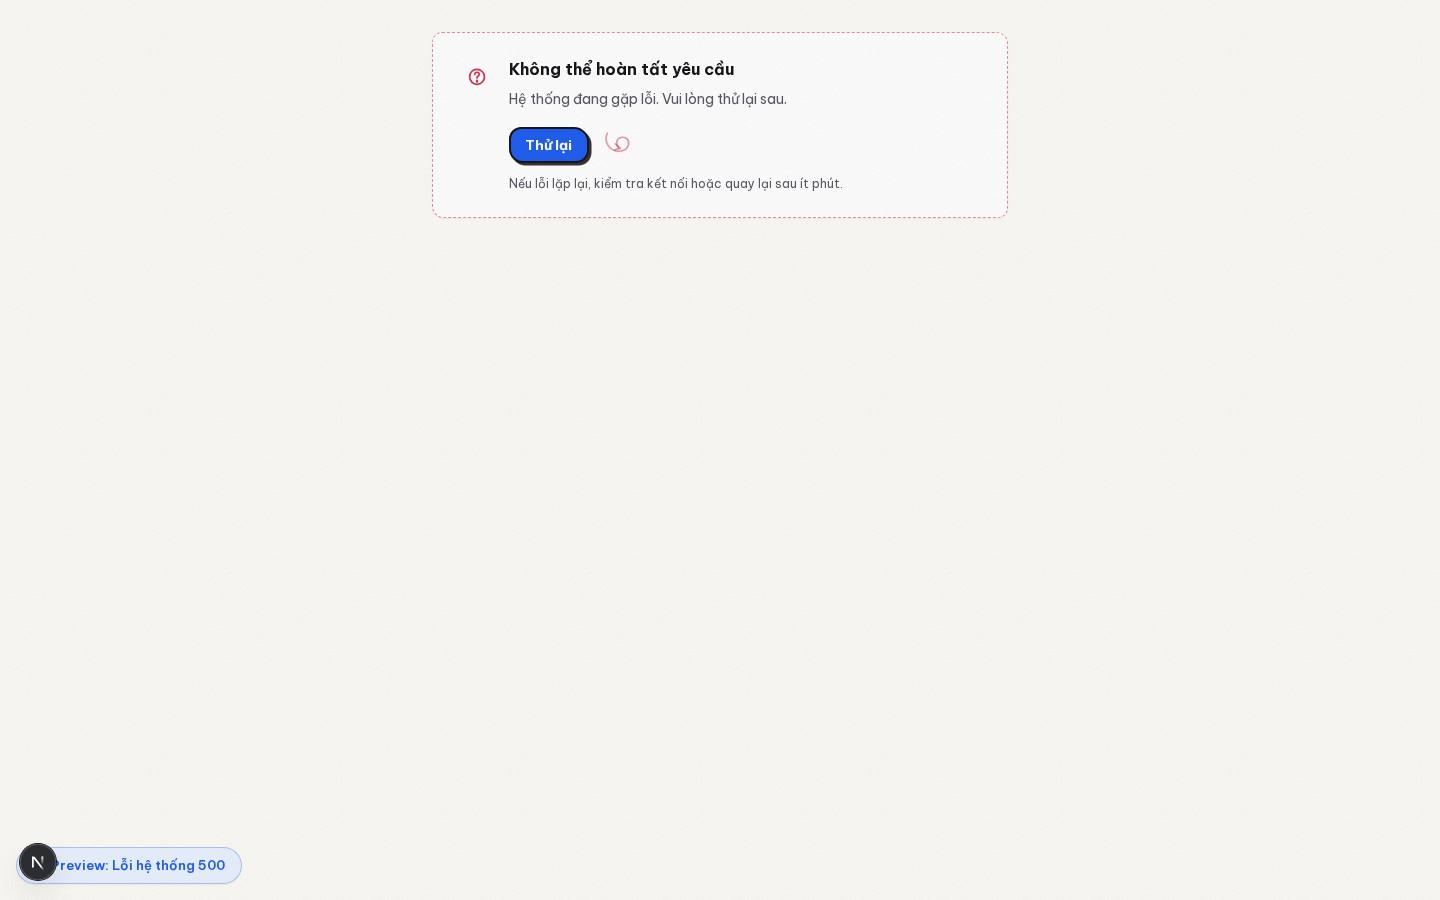 Không thể hoàn tất yêu cầu
Hệ thống đang gặp lỗi. Vui lòng thử lại sau.
Thử lại
Nếu lỗi lặp lại, kiểm tra kết nối hoặc quay lại sau ít phút.
N
Preview: Lỗi hệ thống 500